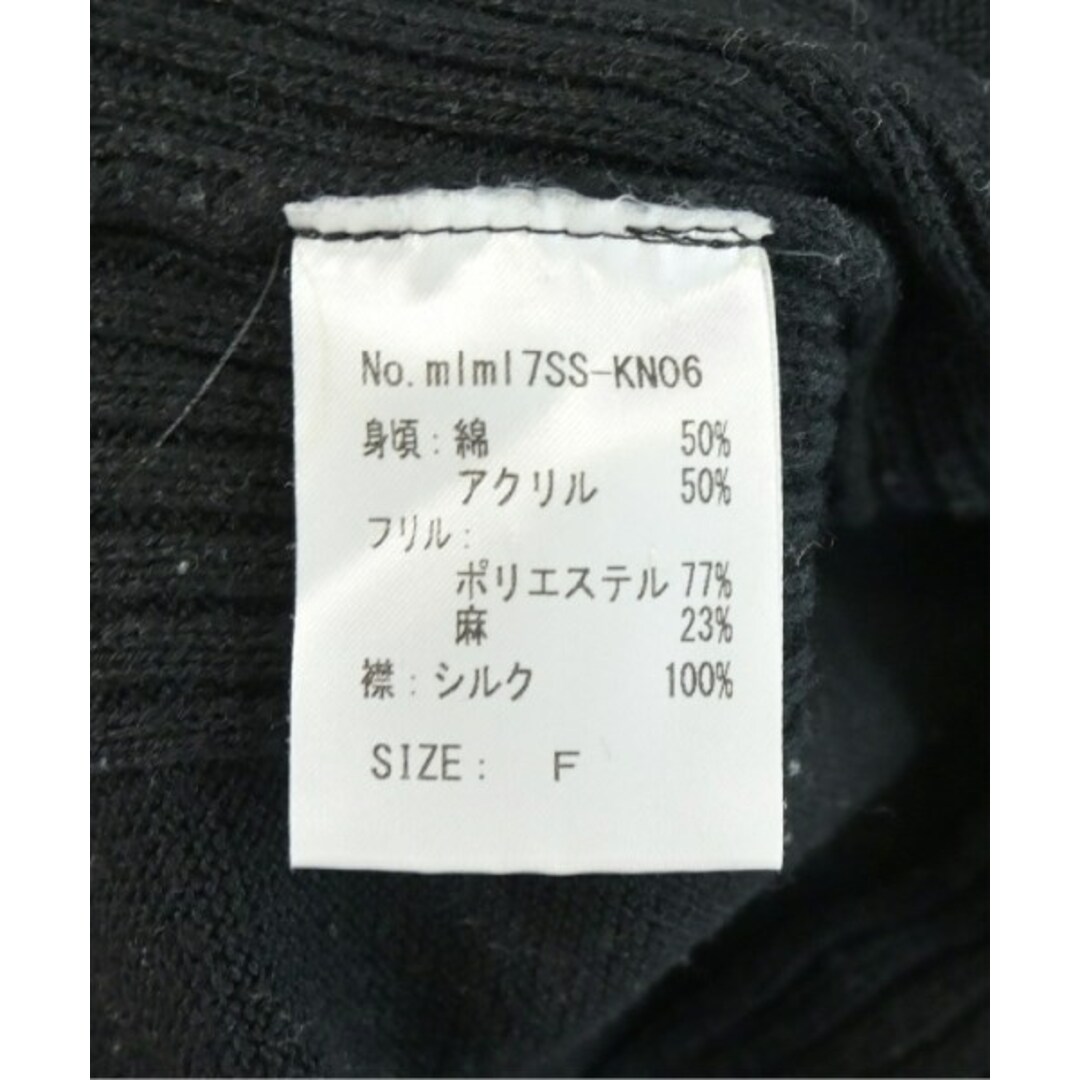 No.mlml7SS-KN06
身頃:綿 50%
アクリル 50%
フリル:
ポリエステル 77%
麻 23%
襟:シルク 100%
SIZE: F